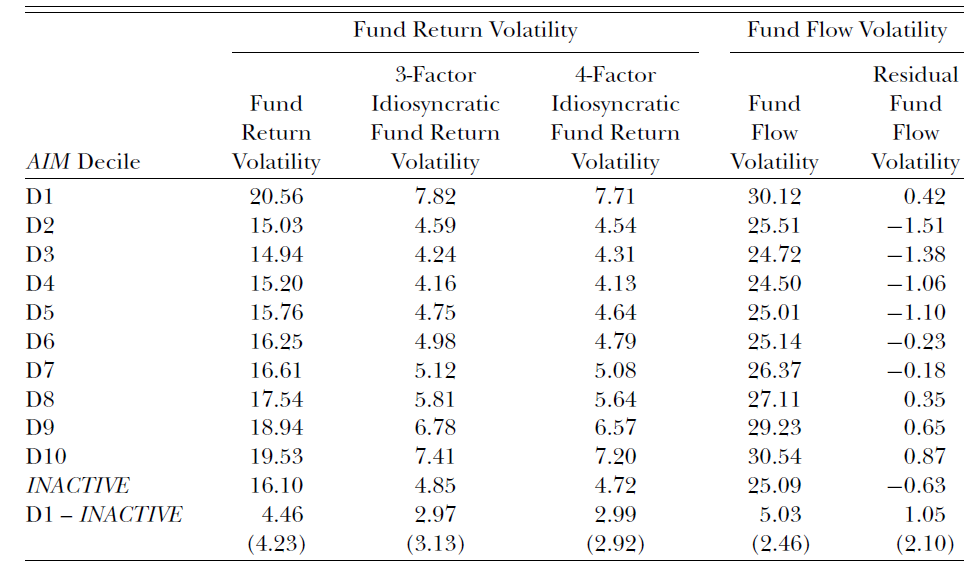 Fund Return Volatility Fund Flow Volatility
3-Factor 4-Factor Residual
Fund Idiosyncratic Idiosyncratic Fund Fund
Return Fund Return Fund Return Flow Flow
AIM Decile Volatility Volatility Volatility Volatility Volatility
D1 20.56 7.82 7.71 30.12 0.42
D2 15.03 4.59 4.54 25.51 −1.51
D3 14.94 4.24 4.31 24.72 −1.38
D4 15.20 4.16 4.13 24.50 −1.06
D5 15.76 4.75 4.64 25.01 −1.10
D6 16.25 4.98 4.79 25.14 −0.23
D7 16.61 5.12 5.08 26.37 −0.18
D8 17.54 5.81 5.64 27.11 0.35
D9 18.94 6.78 6.57 29.23 0.65
D10 19.53 7.41 7.20 30.54 0.87
INACTIVE 16.10 4.85 4.72 25.09 −0.63
D1 – INACTIVE 4.46 2.97 2.99 5.03 1.05
(4.23) (3.13) (2.92) (2.46) (2.10)